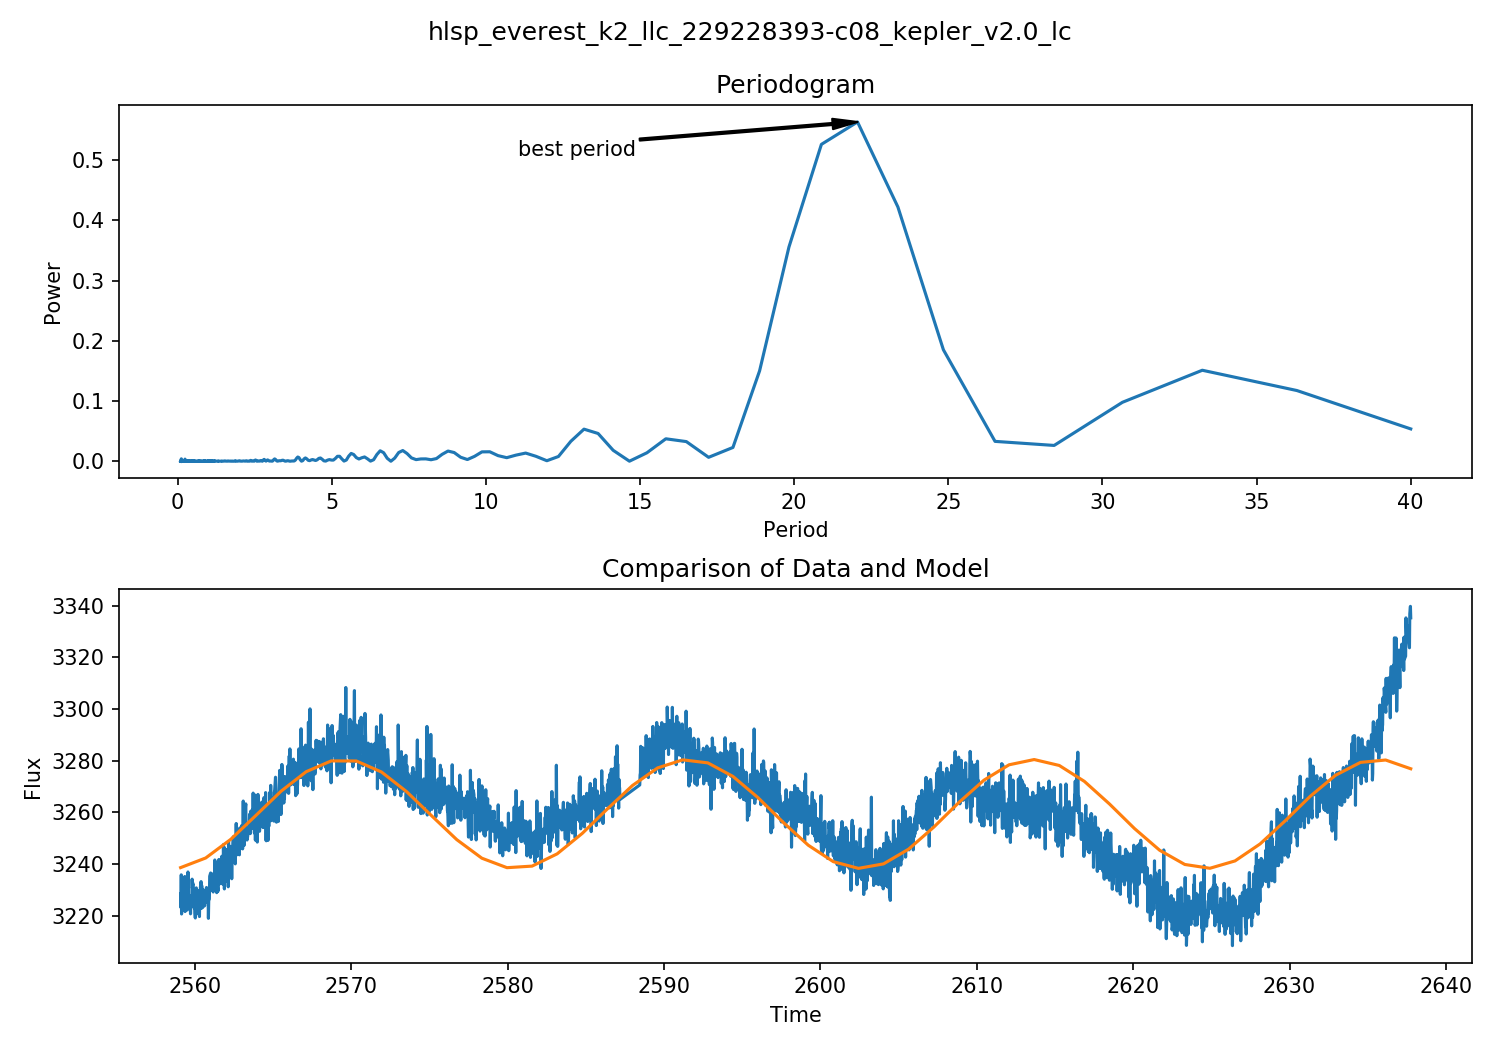 hlsp_everest_k2_llc_229228393-c08_kepler_v2.0_lc
Periodogram
best period
Power
0.5
0.4
0.3
0.2
0.1
0.0
0 5 10 15 20 25 30 35 40
Period
Comparison of Data and Model
Flux
3340
3320
3300
3280
3260
3240
3220
2560 2570 2580 2590 2600 2610 2620 2630 2640
Time